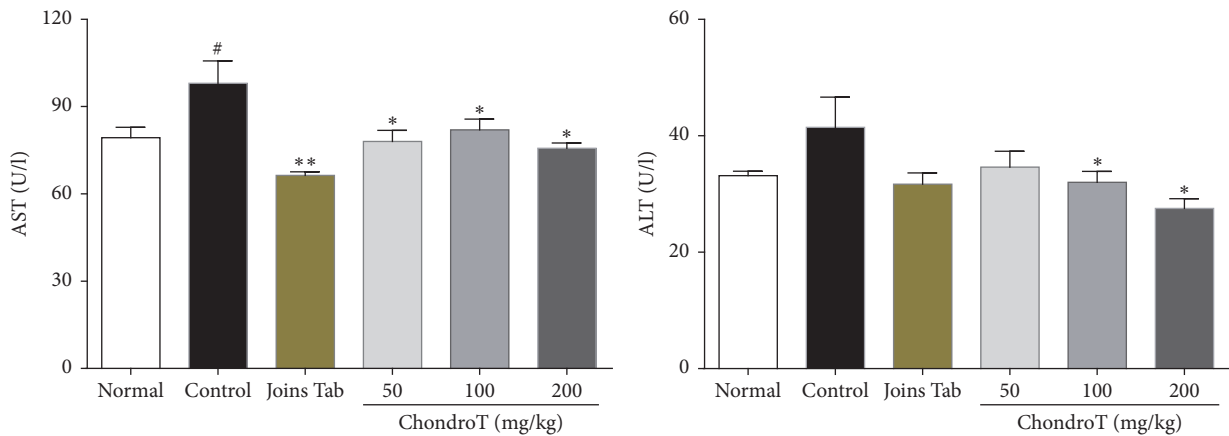 120
90
60
30
0
AST (U/l)
#
**
*
*
*
Normal Control Joins Tab 50 100 200
ChondroT (mg/kg)
60
40
20
0
ALT (U/l)
*
*
Normal Control Joins Tab 50 100 200
ChondroT (mg/kg)